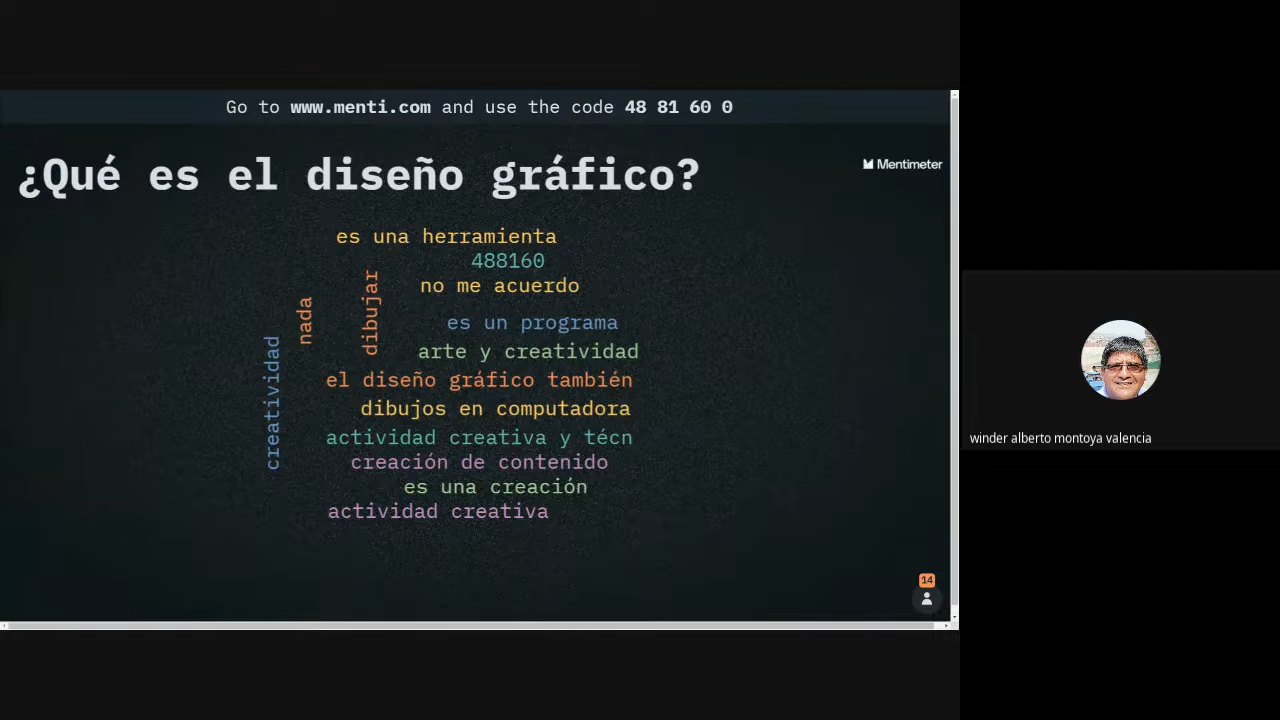 Go to www.menti.com and use the code 48 81 60 0
¿Qué es el diseño gráfico?
Mentimeter
es una herramienta
488160
no me acuerdo
dibujar
nada
es un programa
creatividad
arte y creatividad
el diseño gráfico también
dibujos en computadora
actividad creativa y técn
creación de contenido
es una creación
actividad creativa
14
winder alberto montoya valencia